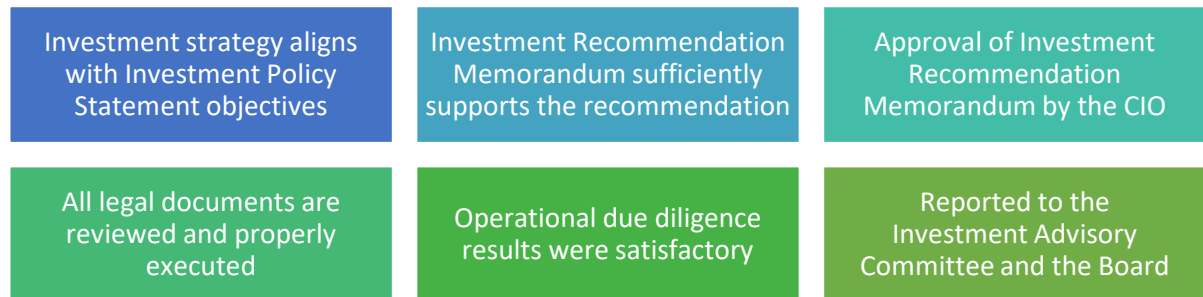 Investment strategy aligns
with Investment Policy
Statement objectives
Investment Recommendation
Memorandum sufficiently
supports the recommendation
Approval of Investment
Recommendation
Memorandum by the CIO
All legal documents are
reviewed and properly
executed
Operational due diligence
results were satisfactory
Reported to the
Investment Advisory
Committee and the Board